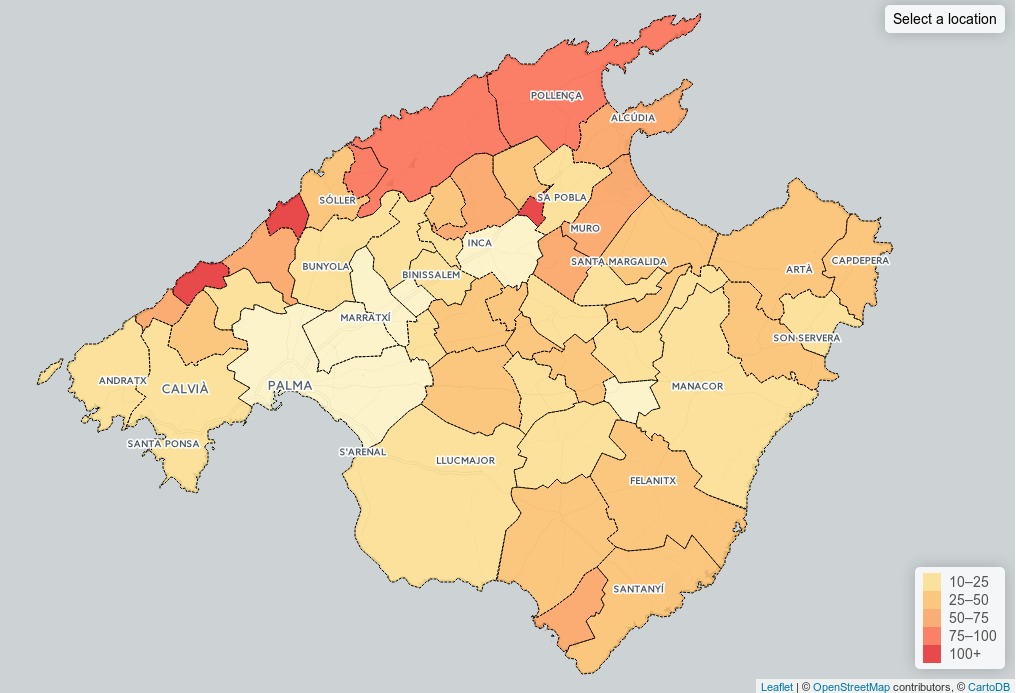 Select a location
POLLENÇA
ALCÚDIA
SÓLLER
SA POBLA
MURO
INCA
SANTA MARGALIDA
BUNYOLA
BINISSALEM
ARTÀ
CAPDEPERA
MARRATXÍ
SON SERVERA
ANDRATX
CALVIÀ
PALMA
MANACOR
SANTA PONSA
S'ARENAL
LLUCMAJOR
FELANITX
SANTANYÍ
10–25
25–50
50–75
75–100
100+
Leaflet | © OpenStreetMap contributors, © CartoDB